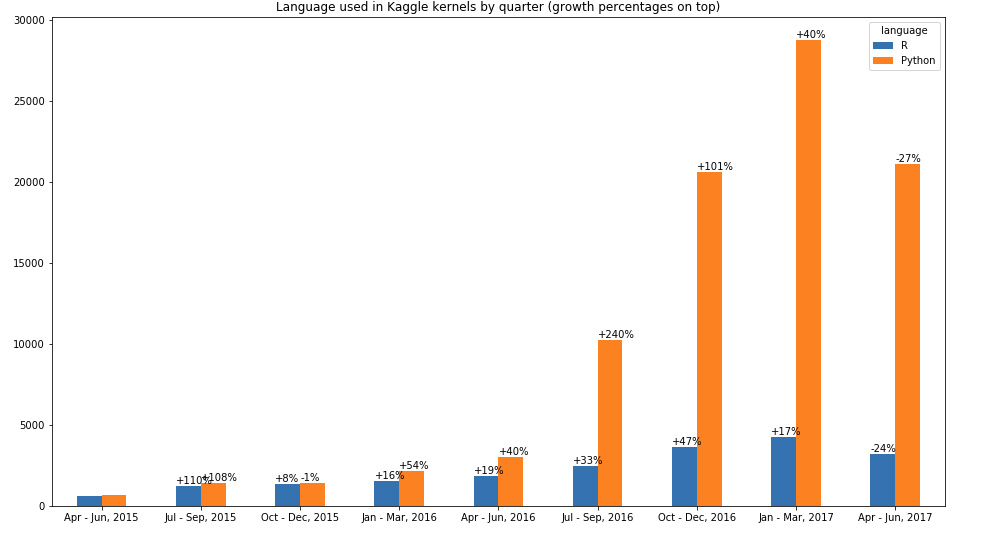 Language used in Kaggle kernels by quarter (growth percentages on top)
language
R
Python
30000
25000
20000
15000
10000
5000
0
+110%
+108%
+8%
-1%
+16%
+54%
+19%
+40%
+33%
+240%
+47%
+101%
+17%
+40%
-24%
-27%
Apr - Jun, 2015
Jul - Sep, 2015
Oct - Dec, 2015
Jan - Mar, 2016
Apr - Jun, 2016
Jul - Sep, 2016
Oct - Dec, 2016
Jan - Mar, 2017
Apr - Jun, 2017